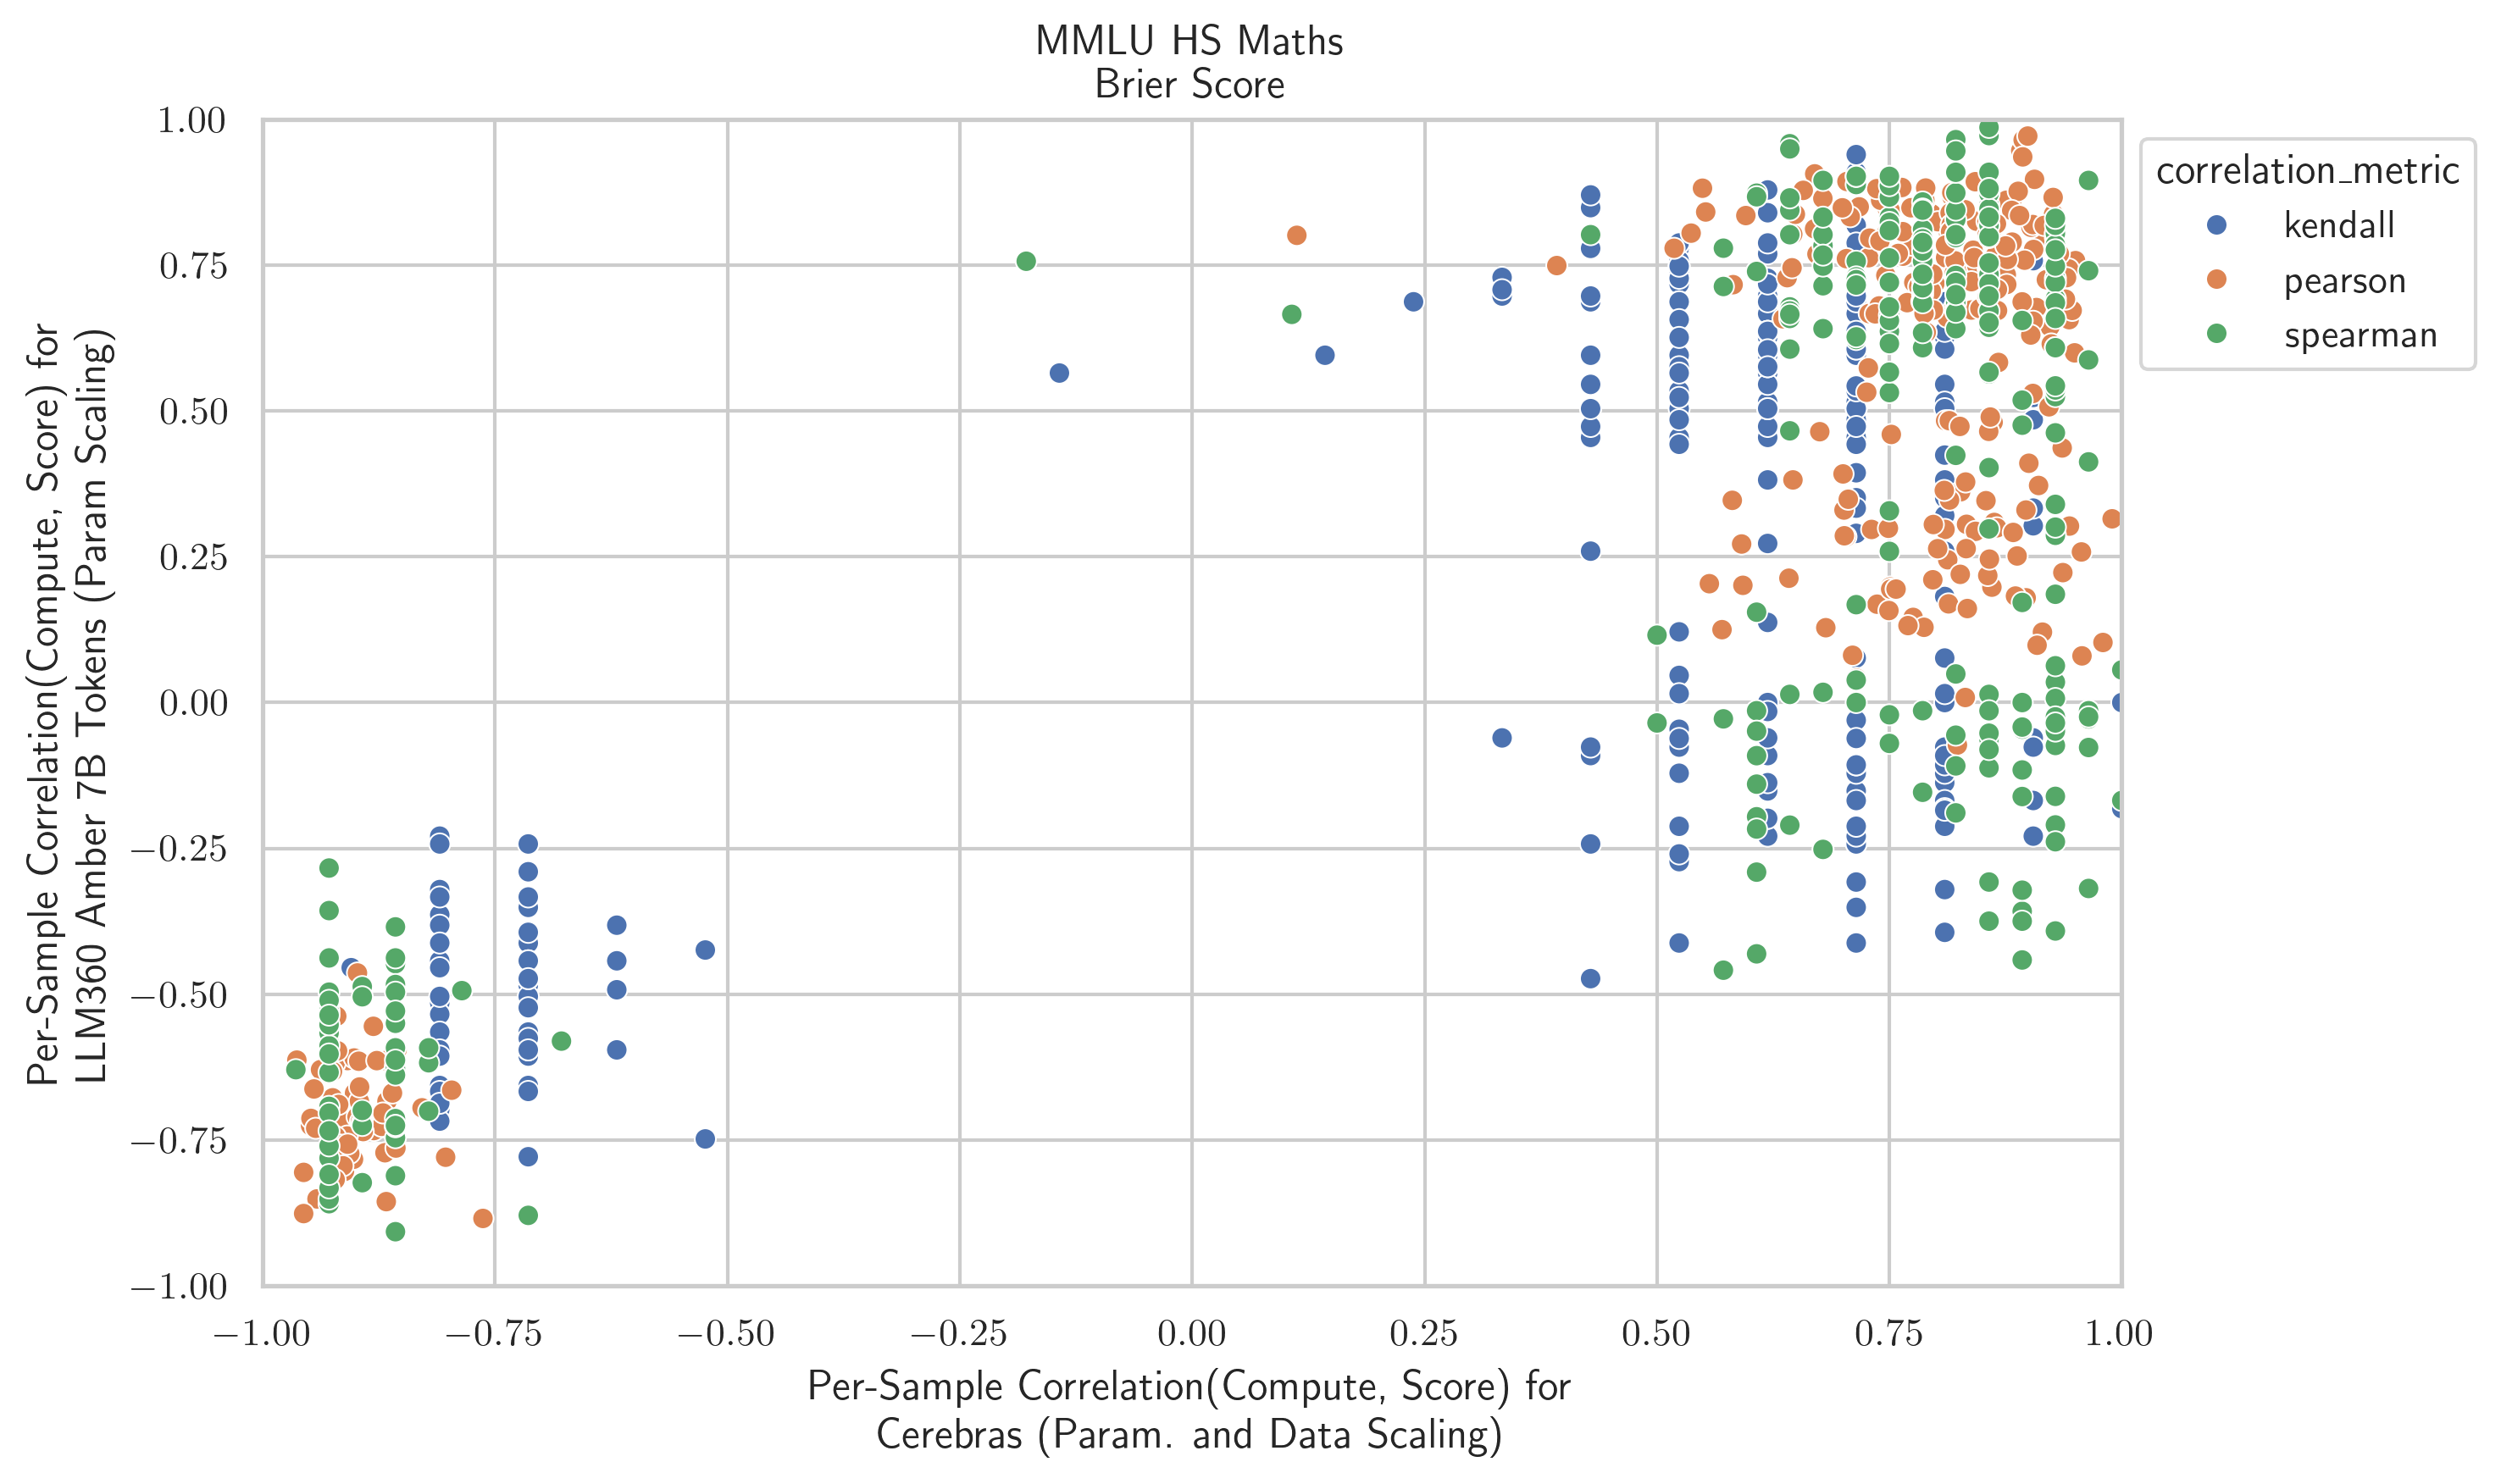 MMLU HS Maths
Brier Score
Per-Sample Correlation(Compute, Score) for
LLM360 Amber 7B Tokens (Param Scaling)
1.00
0.75
0.50
0.25
0.00
−0.25
−0.50
−0.75
−1.00
−1.00 −0.75 −0.50 −0.25 0.00 0.25 0.50 0.75 1.00
Per-Sample Correlation(Compute, Score) for
Cerebras (Param. and Data Scaling)
correlation_metric
kendall
pearson
spearman